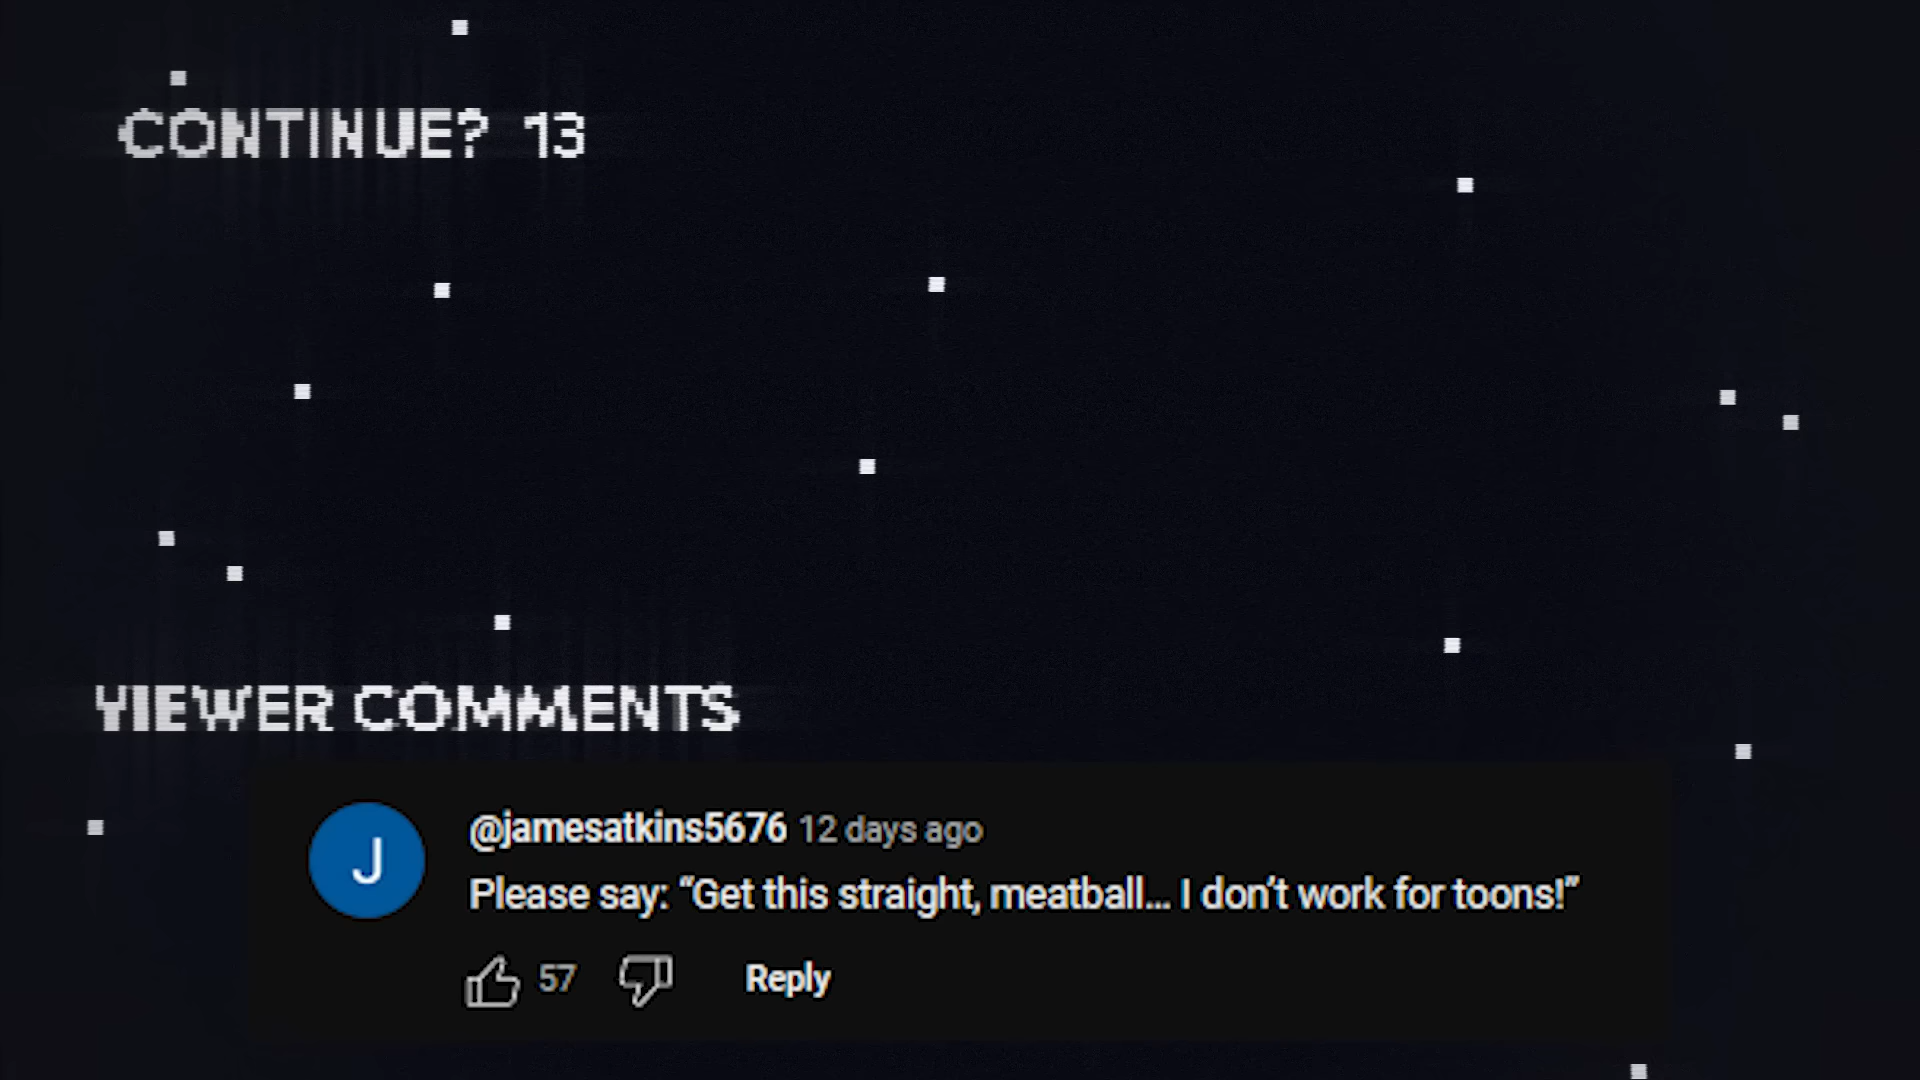 CONTINUE? 13
VIEWER COMMENTS
J
@jamesatkins5676 12 days ago
Please say: “Get this straight, meatball... I don’t work for toons!”
57 Reply